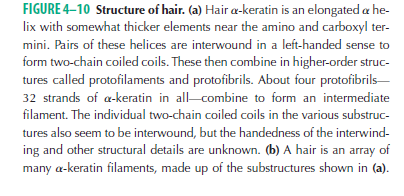 FIGURE 4–10 Structure of hair. (a) Hair α-keratin is an elongated α he-
lix with somewhat thicker elements near the amino and carboxyl ter-
mini. Pairs of these helices are interwound in a left-handed sense to
form two-chain coiled coils. These then combine in higher-order struc-
tures called protofilaments and protofibrils. About four protofibrils—
32 strands of α-keratin in all—combine to form an intermediate
filament. The individual two-chain coiled coils in the various substruc-
tures also seem to be interwound, but the handedness of the interwind-
ing and other structural details are unknown. (b) A hair is an array of
many α-keratin filaments, made up of the substructures shown in (a).